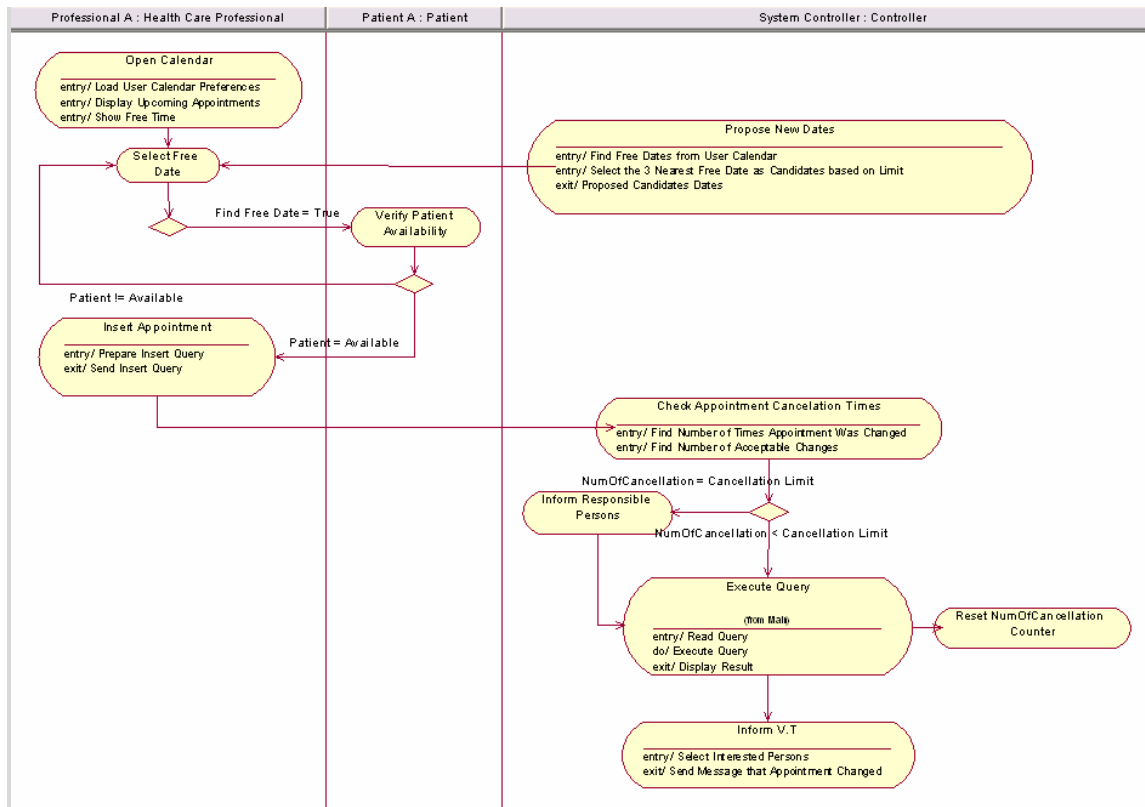 Professional A : Health Care Professional
Patient A : Patient
System Controller : Controller
Open Calendar
entry/ Load User Calendar Preferences
entry/ Display Upcoming Appointments
entry/ Show Free Time
Propose New Dates
entry/ Find Free Dates from User Calendar
entry/ Select the 3 Nearest Free Date as Candidates based on Limit
exit/ Proposed Candidates Dates
Select Free
Date
Find Free Date = True
Verify Patient
Availability
Patient != Available
Insert Appointment
entry/ Prepare Insert Query
exit/ Send Insert Query
Patient = Available
Check Appointment Cancelation Times
entry/ Find Number of Times Appointment Was Changed
entry/ Find Number of Acceptable Changes
NumOfCancellation = Cancellation Limit
Inform Responsible
Persons
NumOfCancellation < Cancellation Limit
Execute Query
(from Main)
entry/ Read Query
do/ Execute Query
exit/ Display Result
Reset NumOfCancellation
Counter
Inform V.T
entry/ Select Interested Persons
exit/ Send Message that Appointment Changed